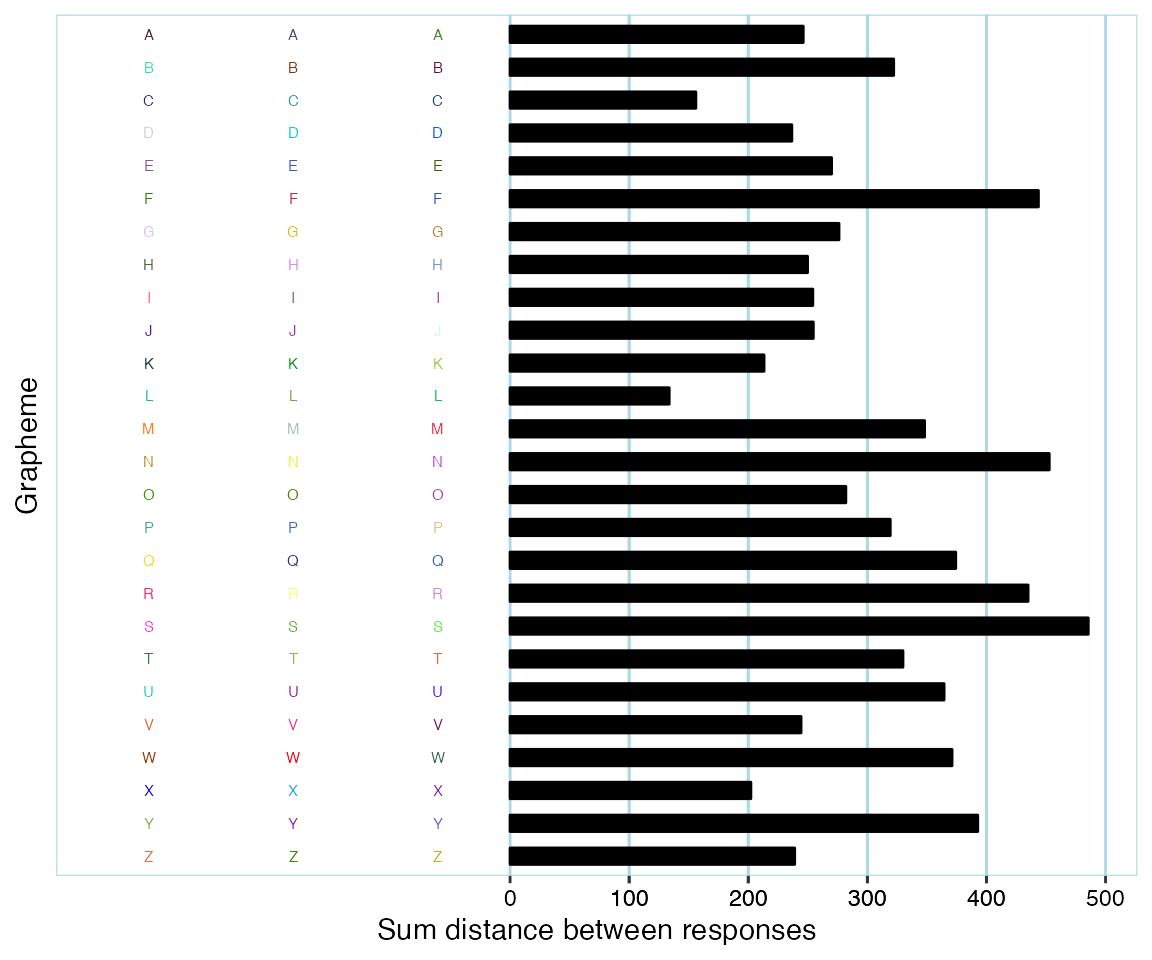 A A A
B B B
C C C
D D D
E E E
F F F
G G G
H H H
I I I
J J J
K K K
L L L
M M M
N N N
O O O
P P P
Q Q Q
R R R
S S S
T T T
U U U
V V V
W W W
X X X
Y Y Y
Z Z Z
Grapheme
0 100 200 300 400 500
Sum distance between responses